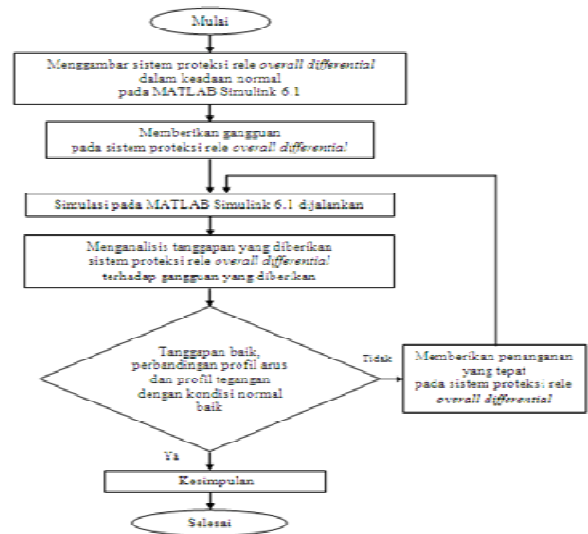 Mulai
Menggambar sistem proteksi rele overall differential
dalam keadaan normal
pada MATLAB Simulink 6.1
Memberikan gangguan
pada sistem proteksi rele overall differential
Simulasi pada MATLAB Simulink 6.1 dijalankan
Menganalisis tanggapan yang diberikan
sistem proteksi rele overall differential
terhadap gangguan yang diberikan
Tanggapan baik,
perbandingan profil arus
dan profil tegangan
dengan kondisi normal
baik
Tidak
Memberikan penanganan
yang tepat
pada sistem proteksi rele
overall differential
Ya
Kesimpulan
Selesai